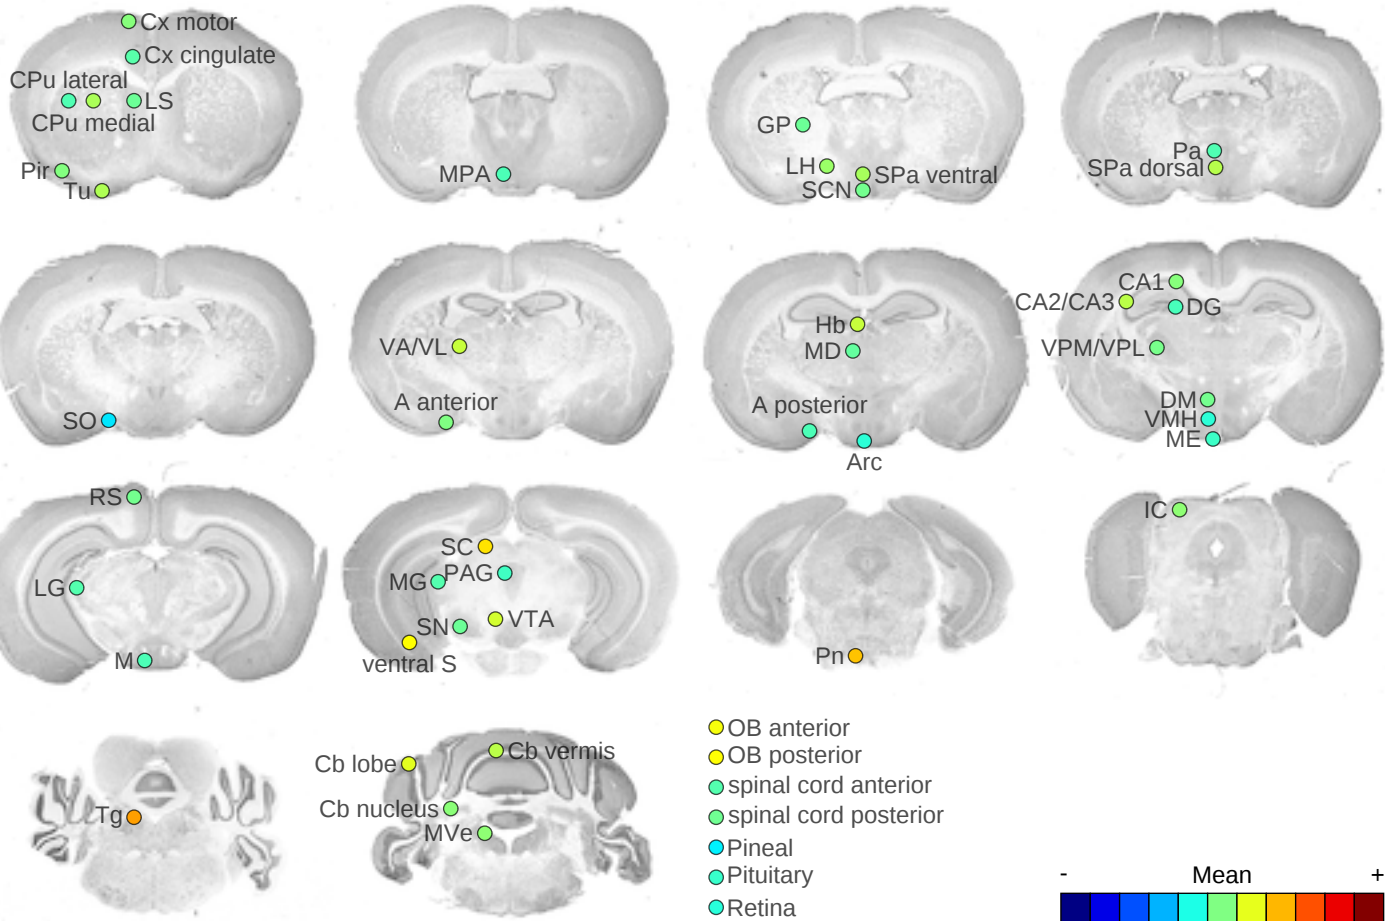 Cx motor
Cx cingulate
CPu lateral
LS
CPu medial
Pir
Tu
MPA
GP
LH
SPa ventral
SCN
Pa
SPa dorsal
SO
VA/VL
A anterior
Hb
MD
A posterior
Arc
CA1
CA2/CA3
DG
VPM/VPL
DM
VMH
ME
RS
LG
M
SC
MG
PAG
SN
VTA
ventral S
Pn
IC
Tg
Cb lobe
Cb vermis
Cb nucleus
MVe
OB anterior
OB posterior
spinal cord anterior
spinal cord posterior
Pineal
Pituitary
Retina
- Mean +